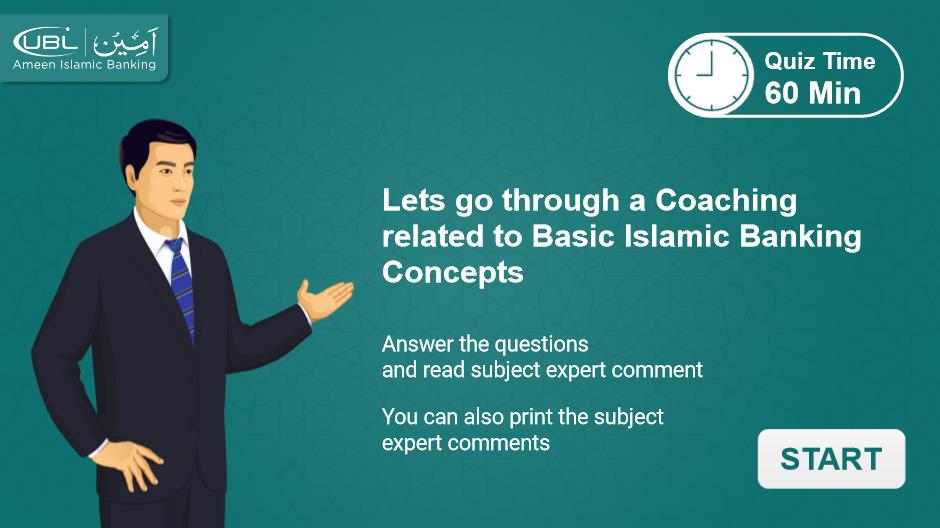 UBL | اَمِین
Ameen Islamic Banking
Quiz Time
60 Min
Lets go through a Coaching
related to Basic Islamic Banking
Concepts
Answer the questions
and read subject expert comment
You can also print the subject
expert comments
START